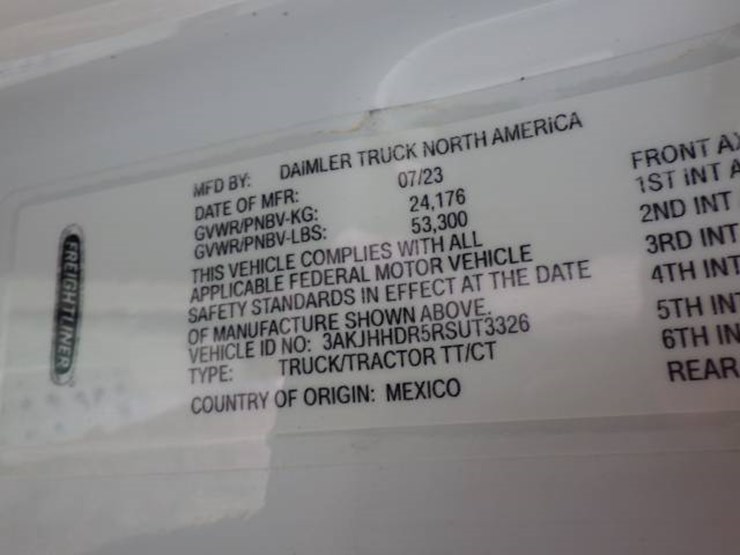 FREIGHTLINER
MFD BY: DAIMLER TRUCK NORTH AMERICA
DATE OF MFR: 07/23
GVWR/PNBV-KG: 24,176
GVWR/PNBV-LBS: 53,300
THIS VEHICLE COMPLIES WITH ALL
APPLICABLE FEDERAL MOTOR VEHICLE
SAFETY STANDARDS IN EFFECT AT THE DATE
OF MANUFACTURE SHOWN ABOVE.
VEHICLE ID NO: 3AKJHHDR5RSUT3326
TYPE: TRUCK/TRACTOR TT/CT
COUNTRY OF ORIGIN: MEXICO
FRONT
1ST INT
2ND INT
3RD INT
4TH INT
5TH INT
6TH IN
REAR